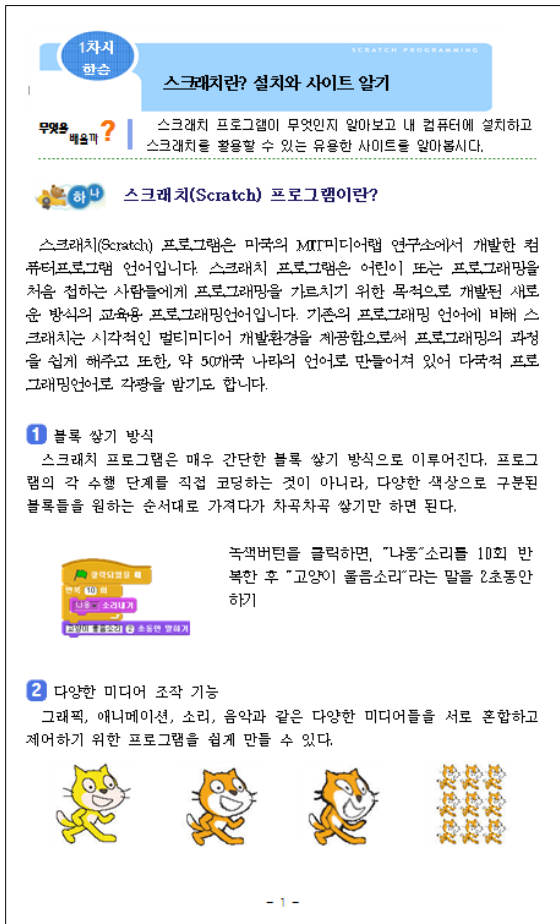 1차시
학습
SCRATCH PROGRAMMING
스크래치란? 설치와 사이트 알기
무엇을
배울까?
스크래치 프로그램이 무엇인지 알아보고 내 컴퓨터에 설치하고
스크래치를 활용할 수 있는 유용한 사이트를 알아봅시다.
하나
스크래치(Scratch) 프로그램이란?
스크래치(Scratch) 프로그램은 미국의 MIT미디어랩 연구소에서 개발한 컴
퓨터프로그램 언어입니다. 스크래치 프로그램은 어린이 또는 프로그래밍을
처음 접하는 사람들에게 프로그래밍을 가르치기 위한 목적으로 개발된 새로
운 방식의 교육용 프로그래밍언어입니다. 기존의 프로그래밍 언어에 비해 스
크래치는 시각적인 멀티미디어 개발환경을 제공함으로써 프로그래밍의 과정
을 쉽게 해주고 또한, 약 50개국 나라의 언어로 만들어져 있어 다국적 프로
그래밍언어로 각광을 받기도 합니다.
1 블록 쌓기 방식
스크래치 프로그램은 매우 간단한 블록 쌓기 방식으로 이루어진다. 프로그
램의 각 수행 단계를 직접 코딩하는 것이 아니라, 다양한 색상으로 구분된
블록들을 원하는 순서대로 가져다가 차곡차곡 쌓기만 하면 된다.
녹색버턴을 클릭하면, "냐옹"소리를 10회 반
복한 후 "고양이 울음소리"라는 말을 2초동안
하기
클릭되었을 때
반복 10 회
냐옹 소리내기
고양이 울음소리 2 초동안 말하기
2 다양한 미디어 조작 기능
그래픽, 애니메이션, 소리, 음악과 같은 다양한 미디어들을 서로 혼합하고
제어하기 위한 프로그램을 쉽게 만들 수 있다.
- 1 -